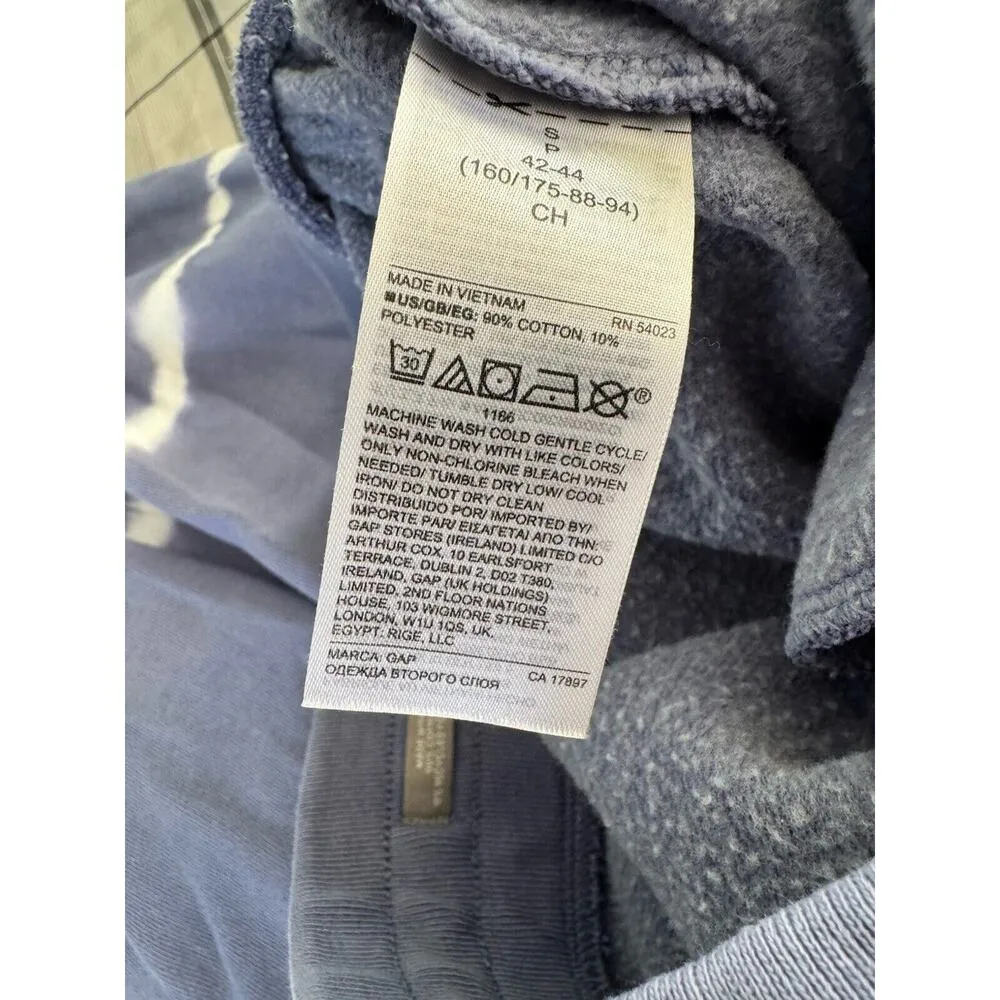 S
P
42-44
(160/175-88-94)
CH
MADE IN VIETNAM
RN 54023
US/GB/EG: 90% COTTON, 10%
POLYESTER
30
®
1166
MACHINE WASH COLD GENTLE CYCLE/
WASH AND DRY WITH LIKE COLORS/
ONLY NON-CHLORINE BLEACH WHEN
NEEDED/ TUMBLE DRY LOW/ COOL
IRON/ DO NOT DRY CLEAN
DISTRIBUIDO POR/ IMPORTED BY/
IMPORTE PAR/ ΕΙΣΑΓΕΤΑΙ ΑΠΟ ΤΗΝ:
GAP STORES (IRELAND) LIMITED C/O
ARTHUR COX, 10 EARLSFORT
TERRACE, DUBLIN 2, D02 T380,
IRELAND, GAP (UK HOLDINGS)
LIMITED, 2ND FLOOR NATIONS
HOUSE, 103 WIGMORE STREET,
LONDON, W1U 1QS, UK.
EGYPT, RIGE, LLC
MARCA: GAP
CA 17897
ОДЕЖДА ВТОРОГО СЛОЯ